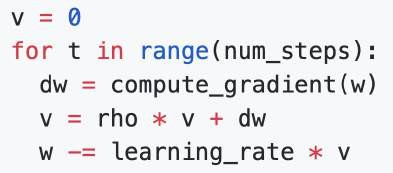 v = 0
for t in range(num_steps):
  dw = compute_gradient(w)
  v = rho * v + dw
  w -= learning_rate * v